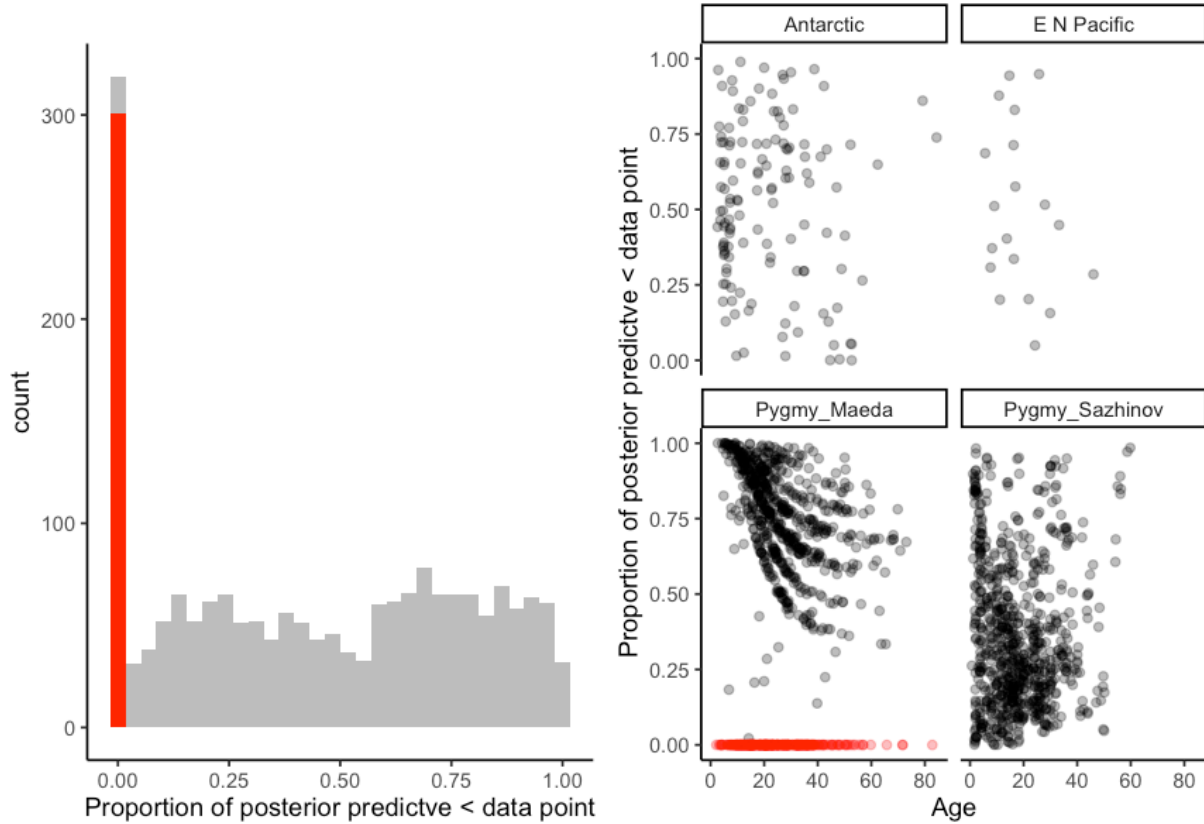 count
300
200
100
0
0.00 0.25 0.50 0.75 1.00
Proportion of posterior predictve < data point
Proportion of posterior predictve < data point
Antarctic
E N Pacific
1.00
0.75
0.50
0.25
0.00
Pygmy_Maeda
Pygmy_Sazhinov
1.00
0.75
0.50
0.25
0.00
0 20 40 60 80
0 20 40 60 80
Age